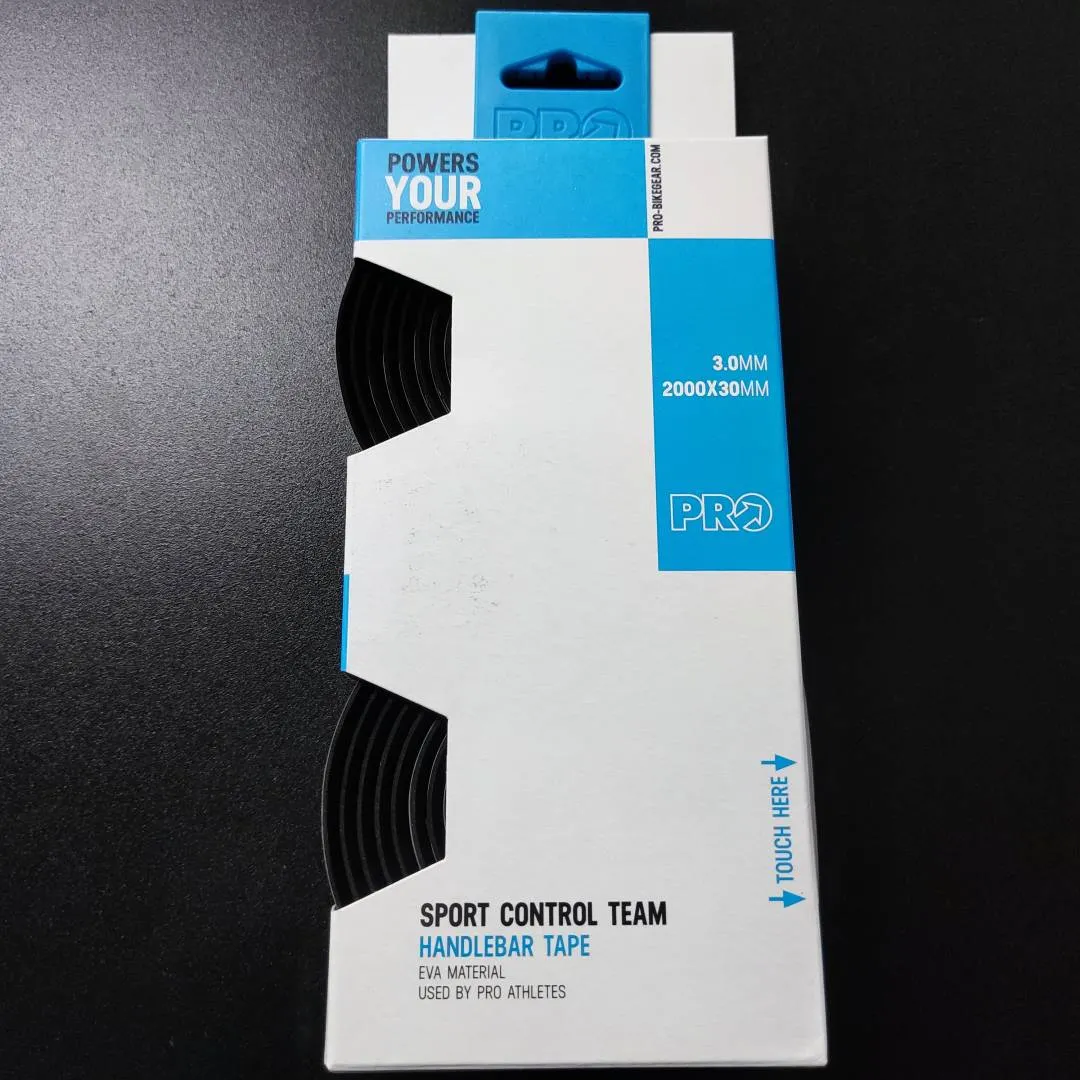 PRO
POWERS
YOUR
PERFORMANCE
PRO-BIKEGEAR.COM
3.0MM
2000X30MM
PRO
TOUCH HERE
SPORT CONTROL TEAM
HANDLEBAR TAPE
EVA MATERIAL
USED BY PRO ATHLETES